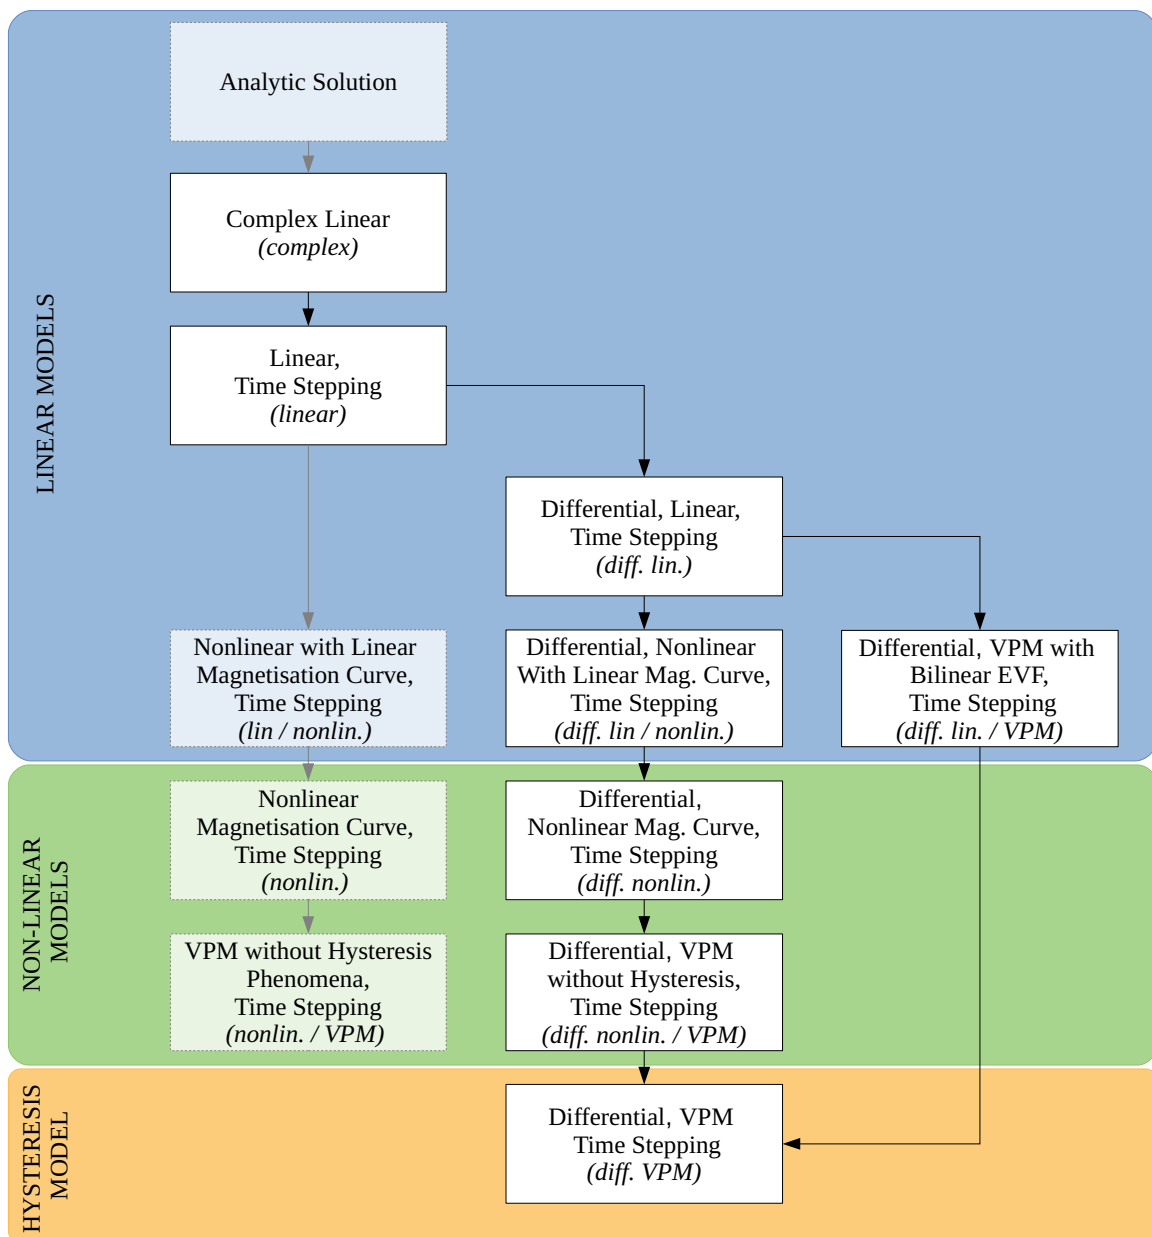 LINEAR MODELS
Analytic Solution
Complex Linear
(complex)
Linear,
Time Stepping
(linear)
Differential, Linear,
Time Stepping
(diff. lin.)
Nonlinear with Linear
Magnetisation Curve,
Time Stepping
(lin / nonlin.)
Differential, Nonlinear
With Linear Mag. Curve,
Time Stepping
(diff. lin / nonlin.)
Differential, VPM with
Bilinear EVF,
Time Stepping
(diff. lin. / VPM)
NON-LINEAR
MODELS
Nonlinear
Magnetisation Curve,
Time Stepping
(nonlin.)
Differential,
Nonlinear Mag. Curve,
Time Stepping
(diff. nonlin.)
VPM without Hysteresis
Phenomena,
Time Stepping
(nonlin. / VPM)
Differential, VPM
without Hysteresis,
Time Stepping
(diff. nonlin. / VPM)
HYSTERESIS
MODEL
Differential, VPM
Time Stepping
(diff. VPM)